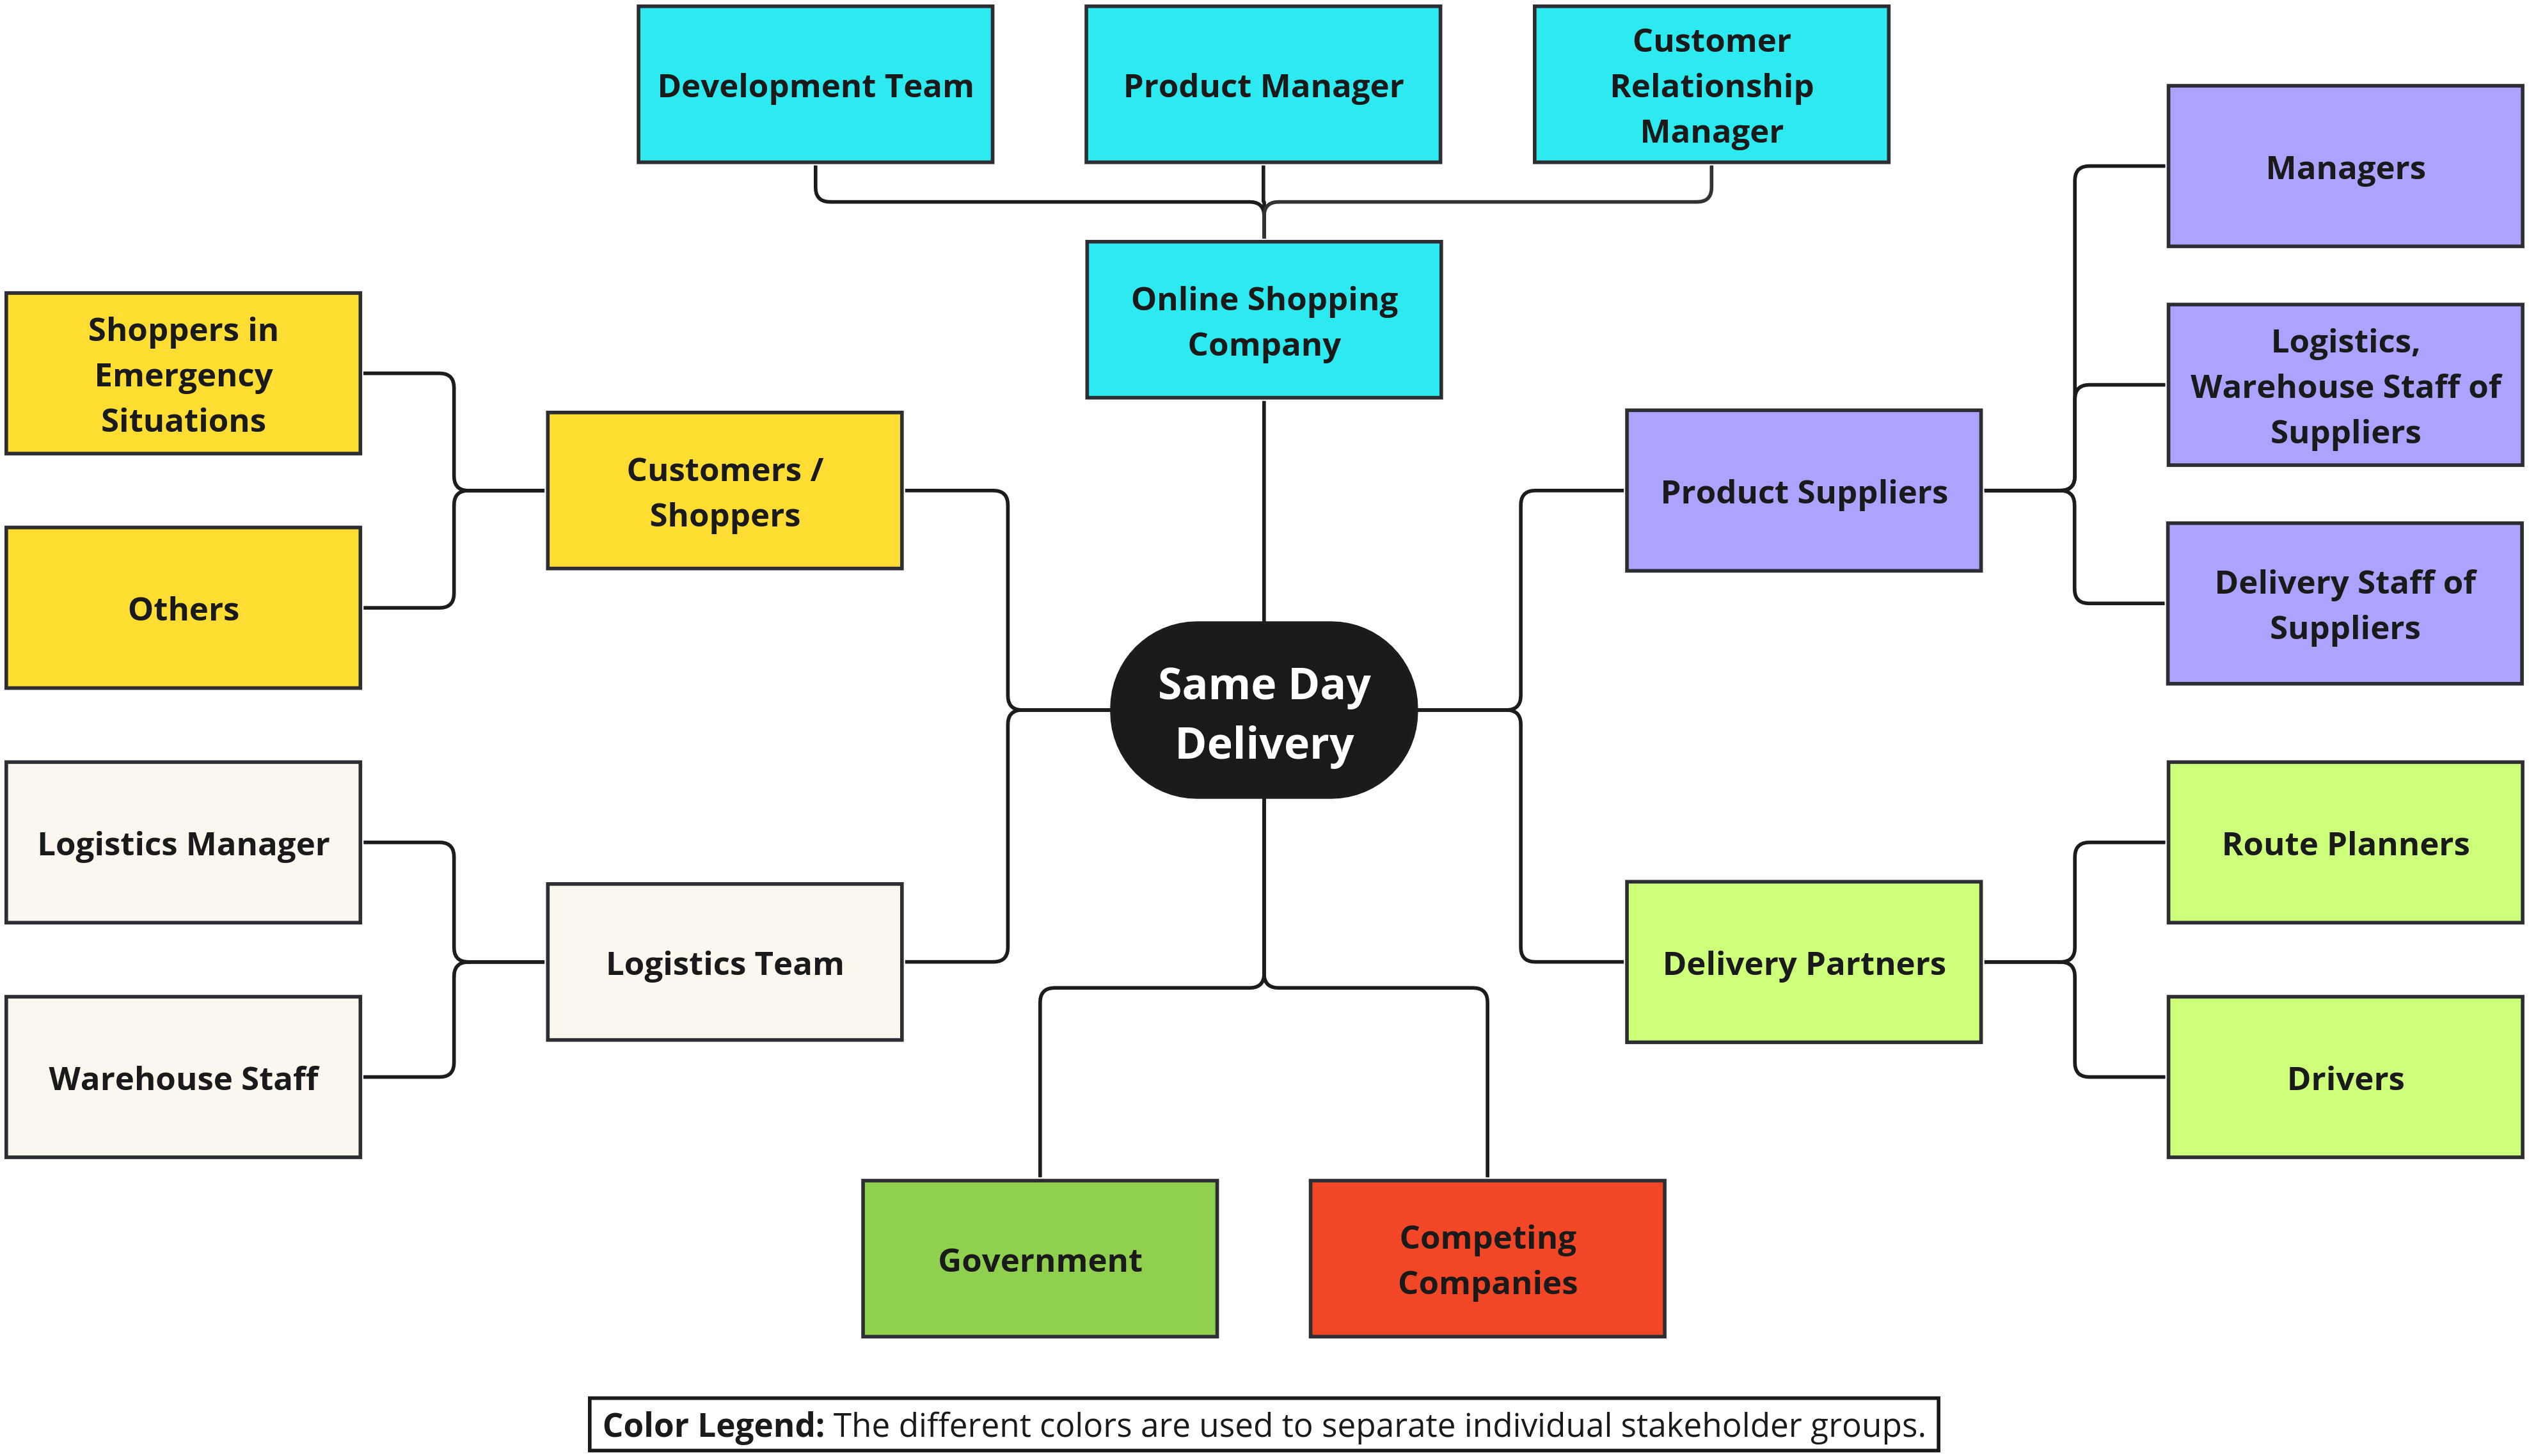 Development Team
Product Manager
Customer
Relationship
Manager
Managers
Online Shopping
Company
Shoppers in
Emergency
Situations
Logistics,
Warehouse Staff of
Suppliers
Customers /
Shoppers
Product Suppliers
Others
Delivery Staff of
Suppliers
Same Day
Delivery
Logistics Manager
Route Planners
Logistics Team
Delivery Partners
Warehouse Staff
Drivers
Government
Competing
Companies
Color Legend: The different colors are used to separate individual stakeholder groups.